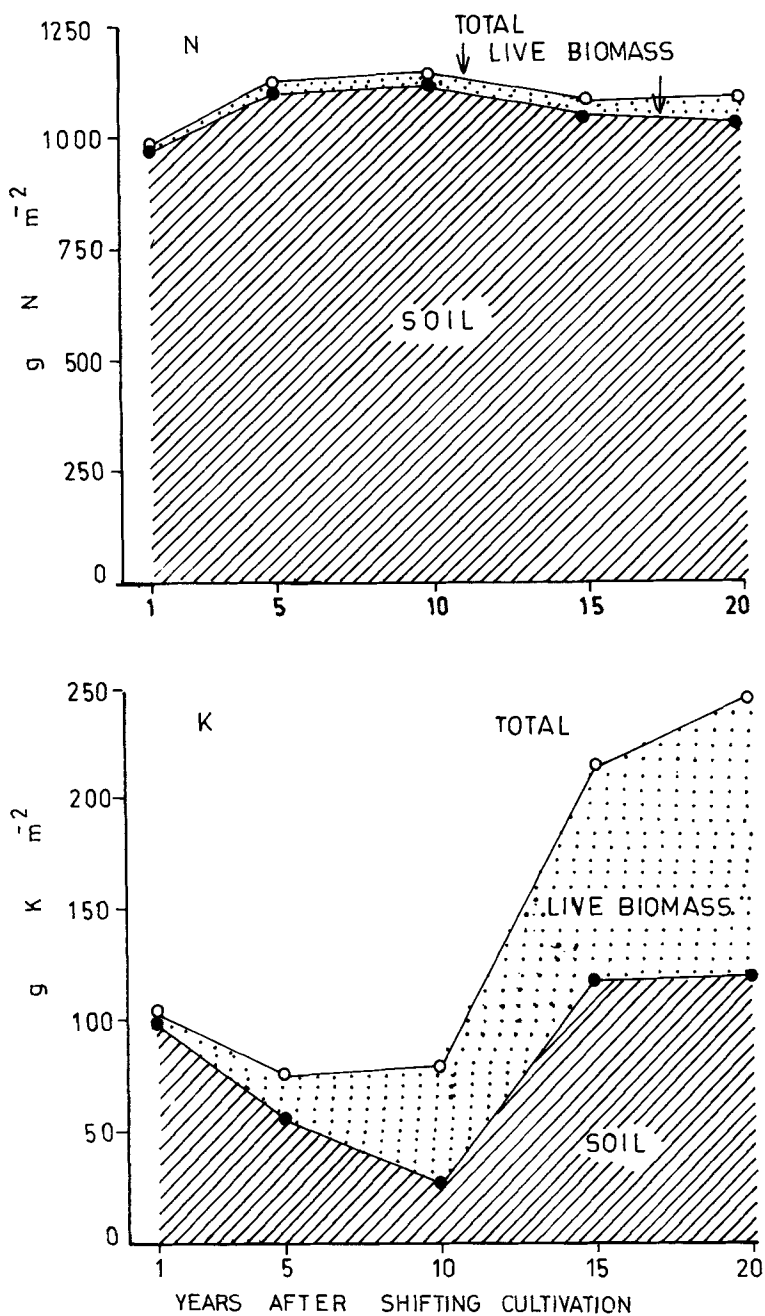 1250
N
TOTAL
LIVE BIOMASS
1000
750
500
250
0
g N m⁻²
SOIL
1 5 10 15 20
250
K
TOTAL
200
150
LIVE BIOMASS
100
50
0
g K m⁻²
SOIL
1 5 10 15 20
YEARS AFTER SHIFTING CULTIVATION